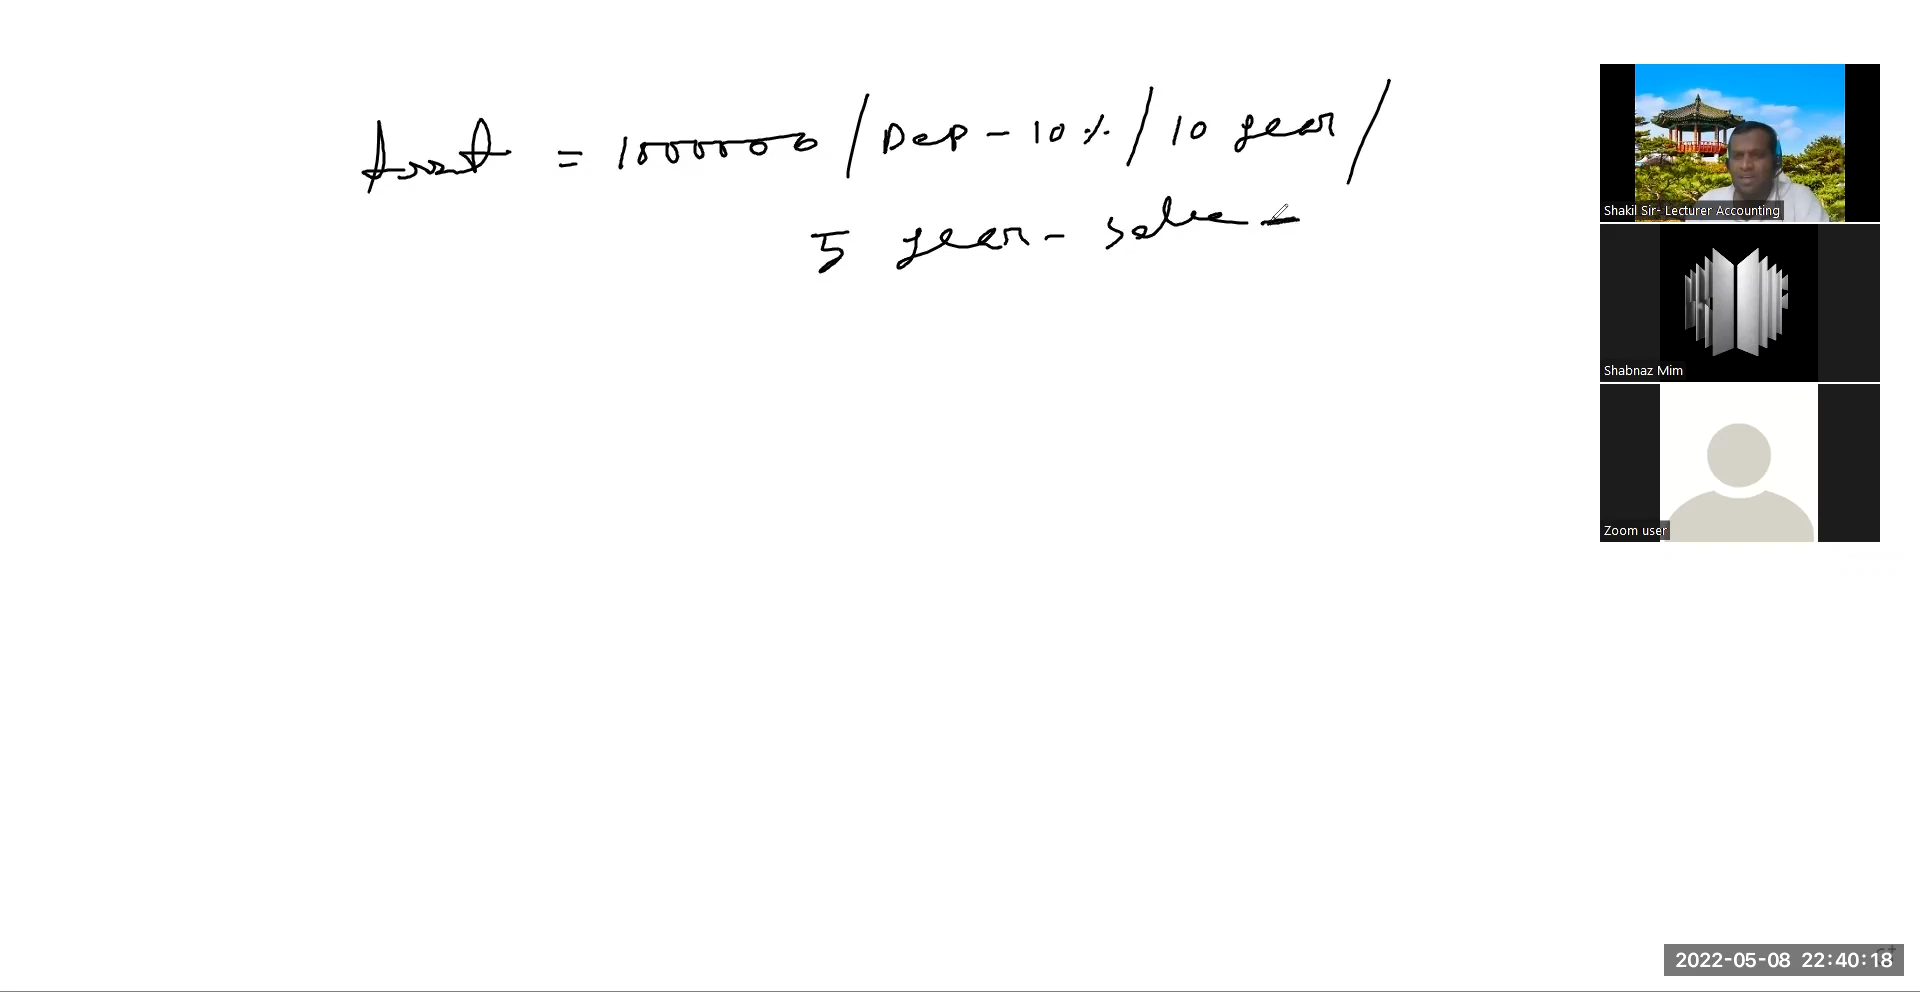 Asset = 1000000 / Dep - 10% / 10 year /
5 year - sales -
Shakil Sir- Lecturer Accounting
Shabnaz Mim
Zoom user
2022-05-08 22:40:18